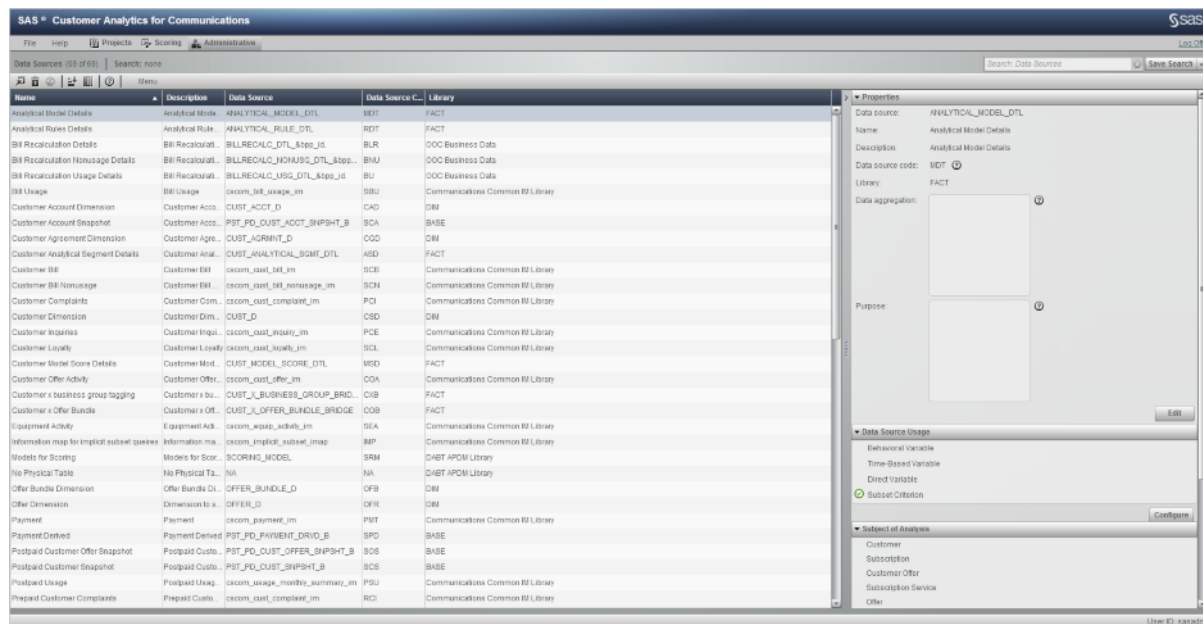 SAS ® Customer Analytics for Communications
sas
File Help Projects Scoring Administrative
Log Off
Data Sources (69 of 69) Search: none
Search: Data Sources
Save Search
Menu
Name Description Data Source Data Source C... Library
Analytical Model Details Analytical Mode... ANALYTICAL_MODEL_DTL MDT FACT
Analytical Rules Details Analytical Rule... ANALYTICAL_RULE_DTL RDT FACT
Bill Recalculation Details Bill Recalculati... BILLRECALC_DTL_&bpp_id. BLR OOC Business Data
Bill Recalculation Nonusage Details Bill Recalculati... BILLRECALC_NONUSG_DTL_&bpp... BNU OOC Business Data
Bill Recalculation Usage Details Bill Recalculati... BILLRECALC_USG_DTL_&bpp_id. BU OOC Business Data
Bill Usage Bill Usage cscom_bill_usage_im SBU Communications Common IM Library
Customer Account Dimension Customer Acco... CUST_ACCT_D CAD DIM
Customer Account Snapshot Customer Acco... PST_PD_CUST_ACCT_SNPSHT_B SCA BASE
Customer Agreement Dimension Customer Agre... CUST_AGRMNT_D CGD DIM
Customer Analytical Segment Details Customer Anal... CUST_ANALYTICAL_SGMT_DTL ASD FACT
Customer Bill Customer Bill cscom_cust_bill_im SCB Communications Common IM Library
Customer Bill Nonusage Customer Bill ... cscom_cust_bill_nonusage_im SCN Communications Common IM Library
Customer Complaints Customer Com... cscom_cust_complaint_im PCI Communications Common IM Library
Customer Dimension Customer Dim... CUST_D CSD DIM
Customer Inquiries Customer Inqui... cscom_cust_inquiry_im PCE Communications Common IM Library
Customer Loyalty Customer Loyalty cscom_cust_loyalty_im SCL Communications Common IM Library
Customer Model Score Details Customer Mod... CUST_MODEL_SCORE_DTL MSD FACT
Customer Offer Activity Customer Offer... cscom_cust_offer_im COA Communications Common IM Library
Customer x business group tagging Customer x bu... CUST_X_BUSINESS_GROUP_BRID... CXB FACT
Customer x Offer Bundle Customer x Off... CUST_X_OFFER_BUNDLE_BRIDGE COB FACT
Equipment Activity Equipment Acti... cscom_equip_activity_im SEA Communications Common IM Library
Information map for implicit subset queires Information ma... cscom_implicit_subset_imap IMP Communications Common IM Library
Models for Scoring Models for Scor... SCORING_MODEL SRM DABT APDM Library
No Physical Table No Physical Ta... NA NA DABT APDM Library
Offer Bundle Dimension Offer Bundle Di... OFFER_BUNDLE_D OFB DIM
Offer Dimension Dimension to s... OFFER_D OFR DIM
Payment Payment cscom_payment_im PMT Communications Common IM Library
Payment Derived Payment Derived PST_PD_PAYMENT_DRVD_B SPD BASE
Postpaid Customer Offer Snapshot Postpaid Custo... PST_PD_CUST_OFFER_SNPSHT_B SOS BASE
Postpaid Customer Snapshot Postpaid Custo... PST_PD_CUST_SNPSHT_B SCS BASE
Postpaid Usage Postpaid Usag... cscom_usage_monthly_summary_im PSU Communications Common IM Library
Prepaid Customer Complaints Prepaid Custo... cscom_cust_complaint_im RCI Communications Common IM Library
Properties
Data source: ANALYTICAL_MODEL_DTL
Name: Analytical Model Details
Description: Analytical Model Details
Data source code: MDT
Library: FACT
Data aggregation:
Purpose:
Edit
Data Source Usage
Behavioral Variable
Time-Based Variable
Direct Variable
Subset Criterion
Configure
Subject of Analysis
Customer
Subscription
Customer Offer
Subscription Service
Offer